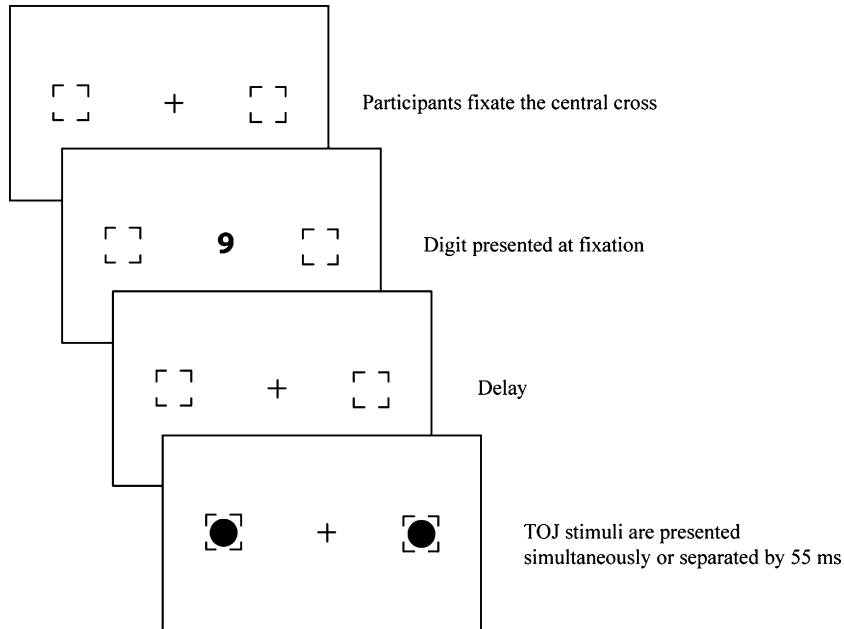 Participants fixate the central cross
9
Digit presented at fixation
Delay
TOJ stimuli are presented
simultaneously or separated by 55 ms